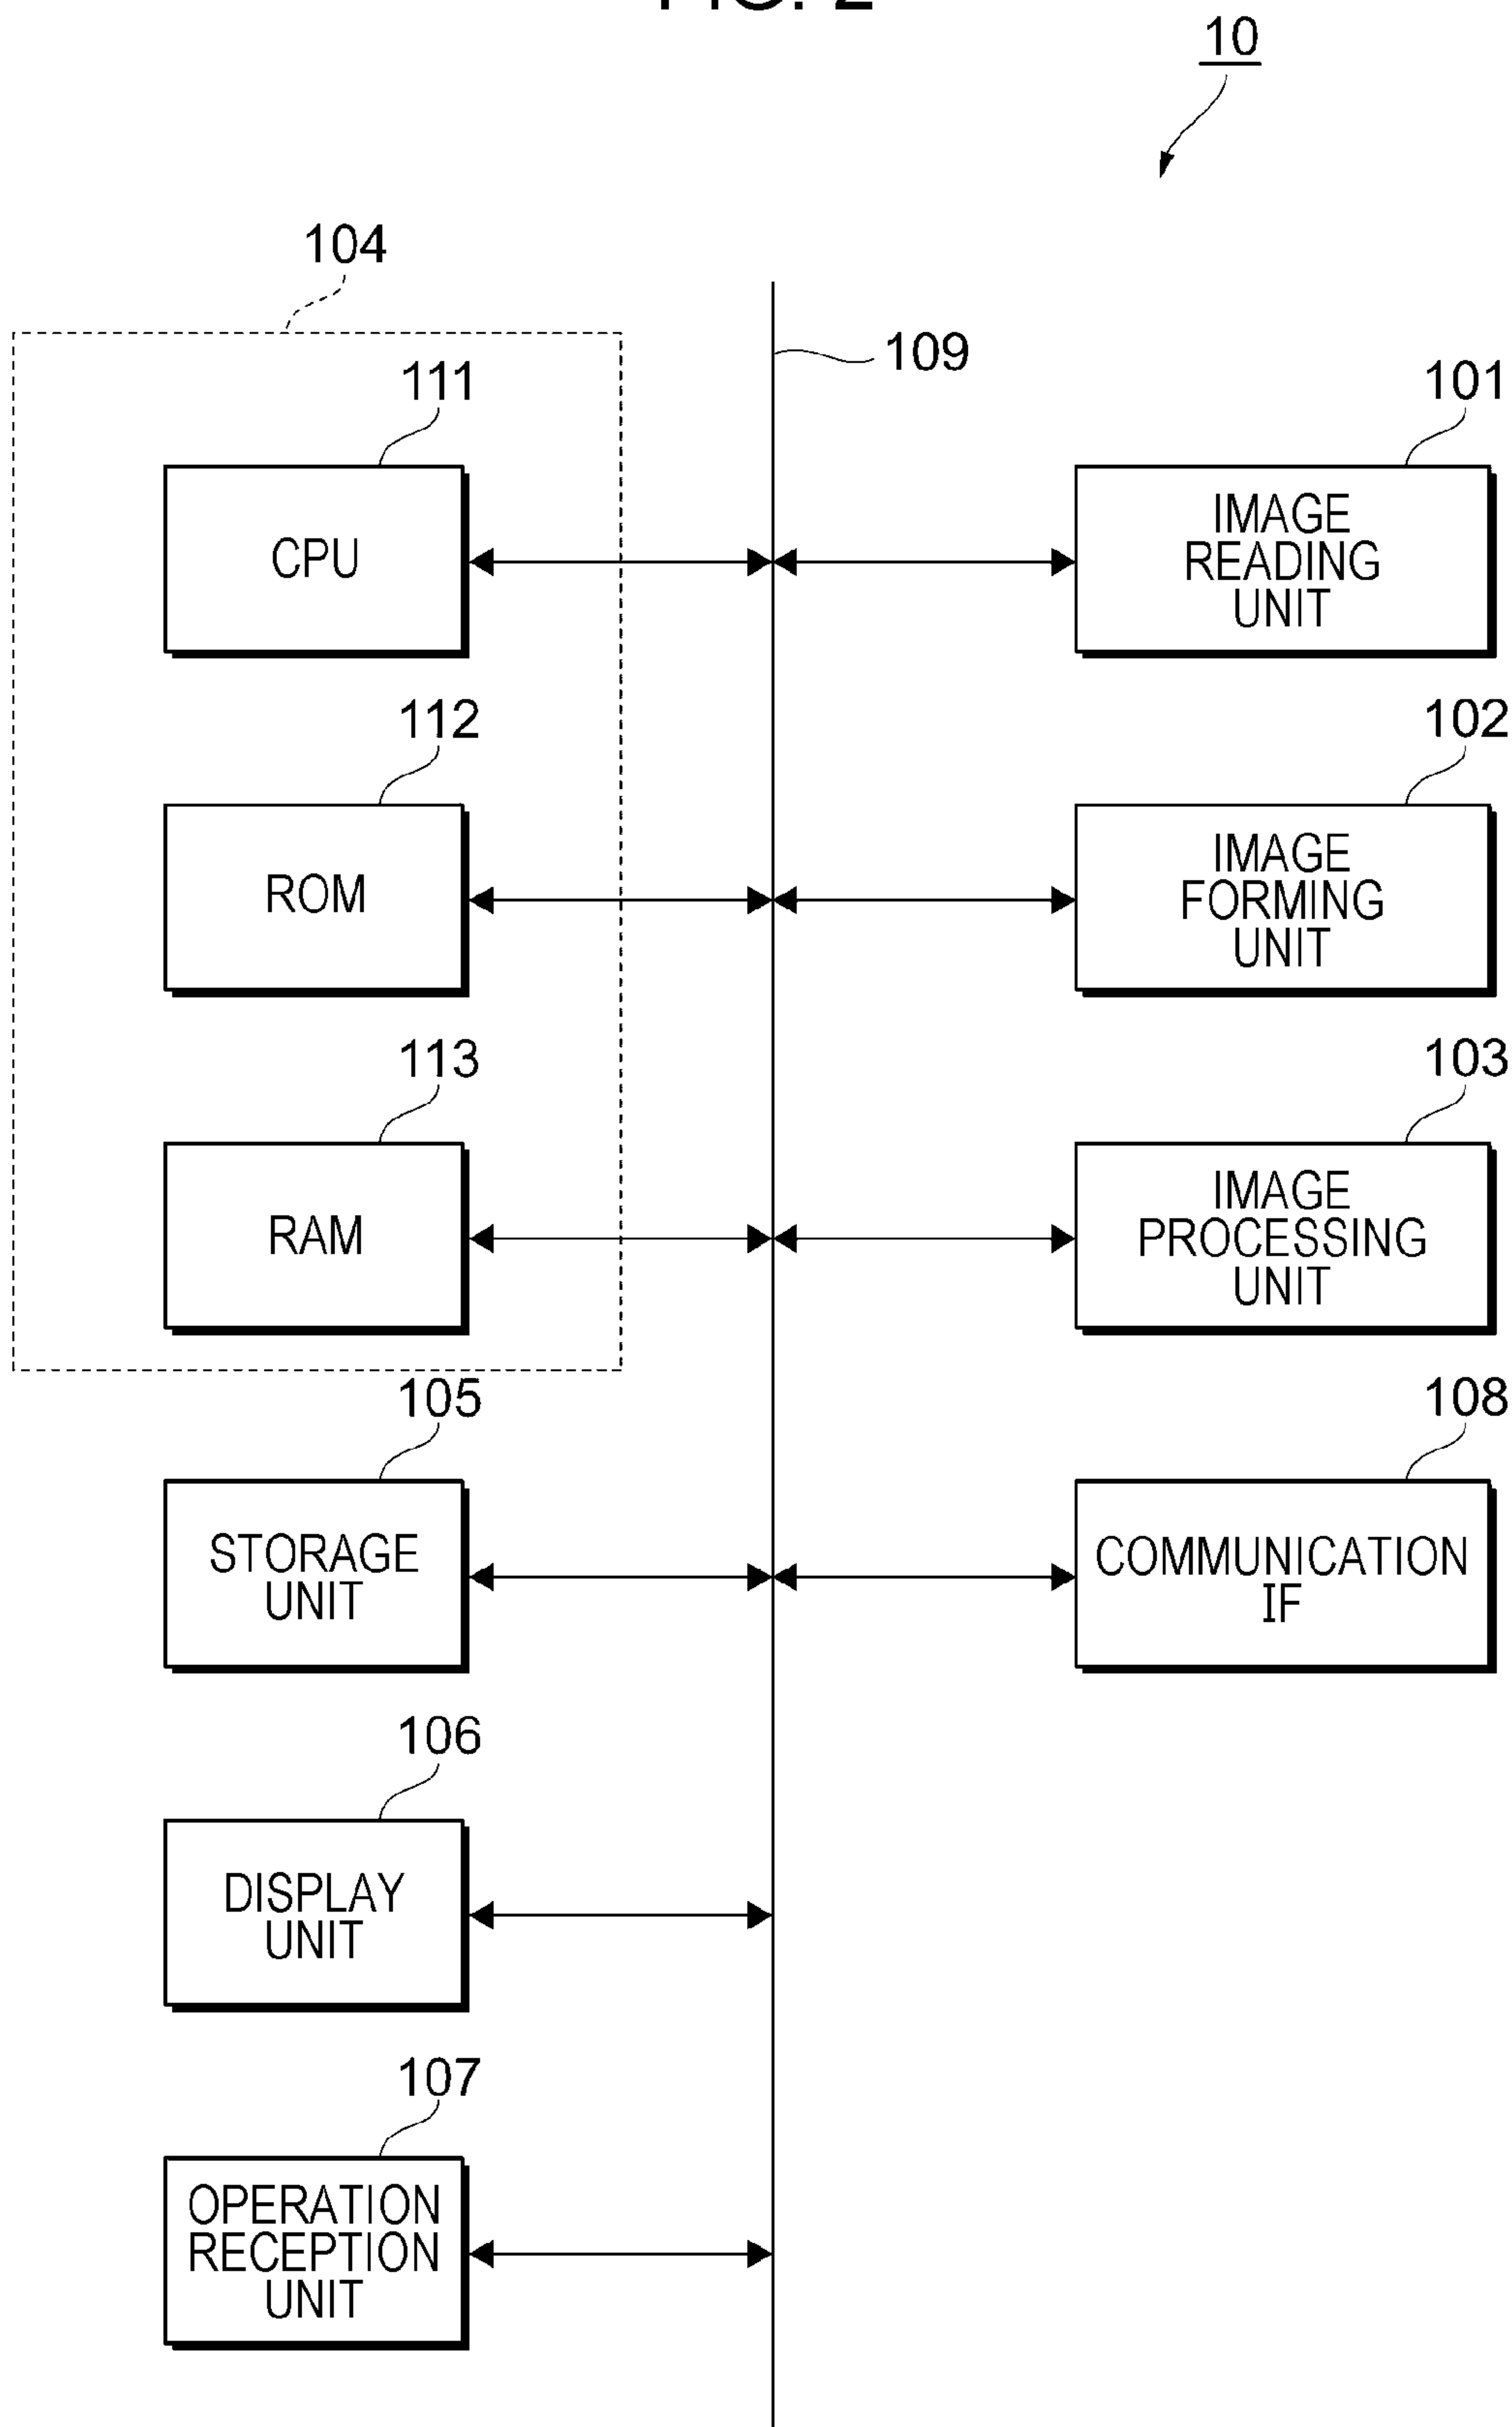 10
104
109
111
101
CPU
IMAGE
READING
UNIT
112
102
ROM
IMAGE
FORMING
UNIT
113
103
RAM
IMAGE
PROCESSING
UNIT
105
108
STORAGE
UNIT
COMMUNICATION
IF
106
DISPLAY
UNIT
107
OPERATION
RECEPTION
UNIT